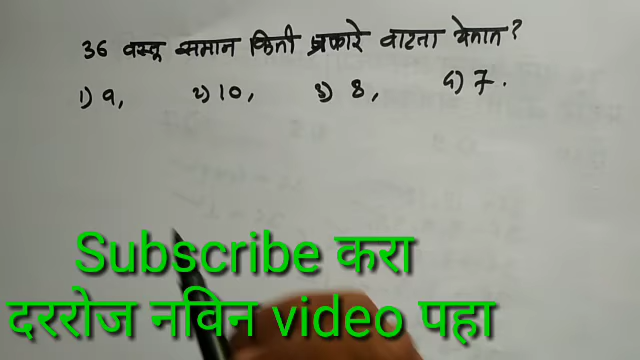 36 वस्तू समान किती प्रकारे वाटता येतात?
1) 9, 2) 10, 3) 8, 4) 7.
Subscribe करा
दररोज नविन video पहा